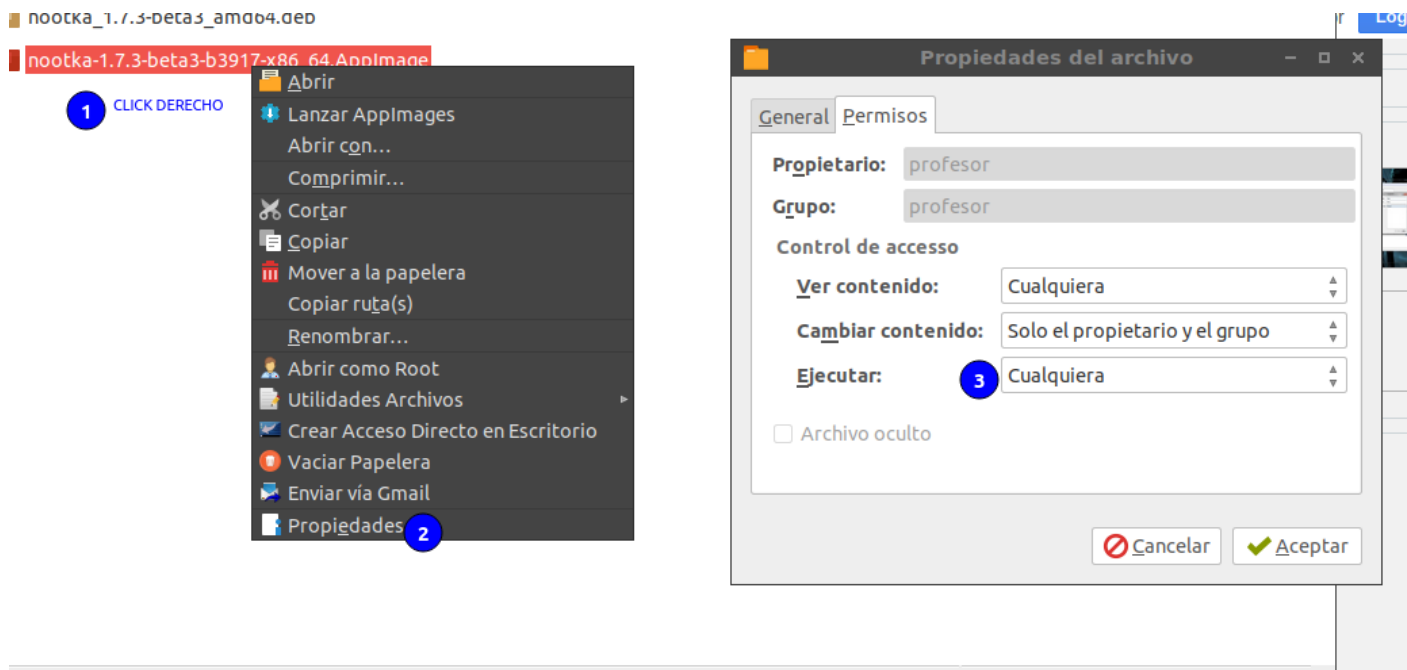 nootka_1.7.3-beta3_amd64.deb
nootka-1.7.3-beta3-b3917-x86_64.AppImage
1 CLICK DERECHO
Abrir
Lanzar AppImages
Abrir con...
Comprimir...
Cortar
Copiar
Mover a la papelera
Copiar ruta(s)
Renombrar...
Abrir como Root
Utilidades Archivos
Crear Acceso Directo en Escritorio
Vaciar Papelera
Enviar vía Gmail
Propiedades 2
Propiedades del archivo
General Permisos
Propietario: profesor
Grupo: profesor
Control de accesso
Ver contenido: Cualquiera
Cambiar contenido: Solo el propietario y el grupo
Ejecutar: 3 Cualquiera
Archivo oculto
Cancelar Aceptar
Log